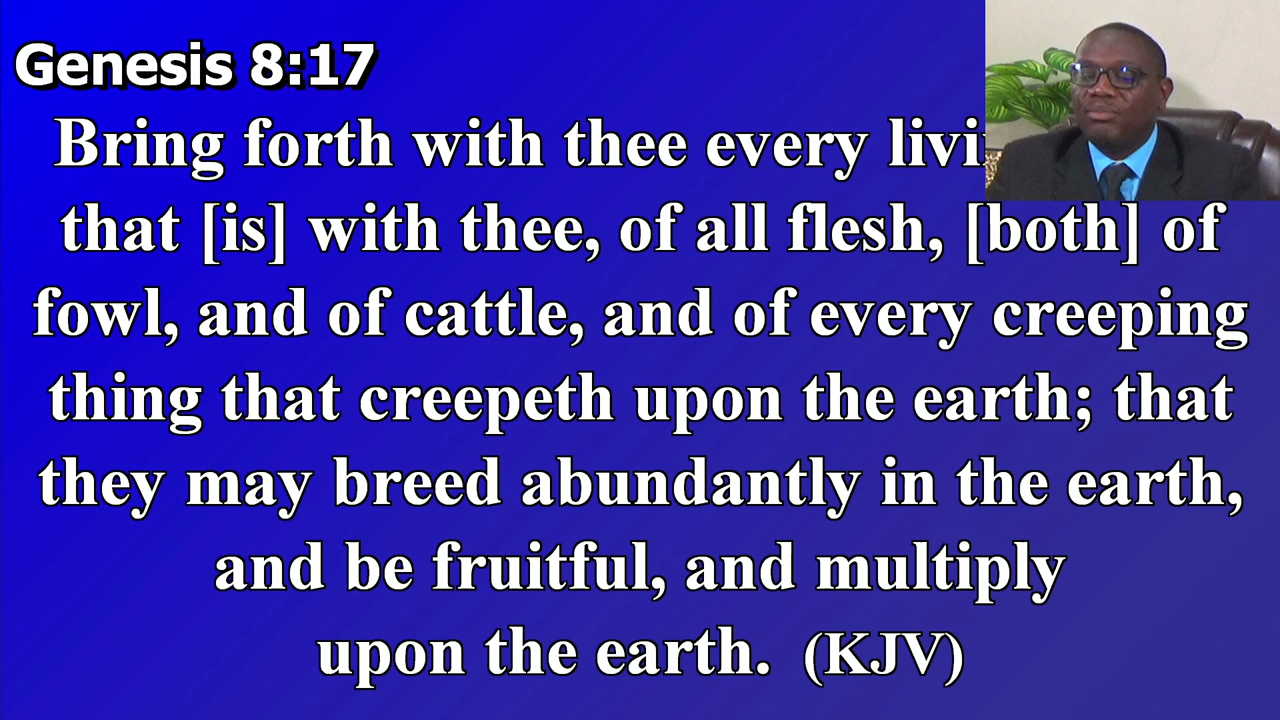 Genesis 8:17
Bring forth with thee every
that [is] with thee, of all flesh, [both] of
fowl, and of cattle, and of every creeping
thing that creepeth upon the earth; that
they may breed abundantly in the earth,
and be fruitful, and multiply
upon the earth. (KJV)